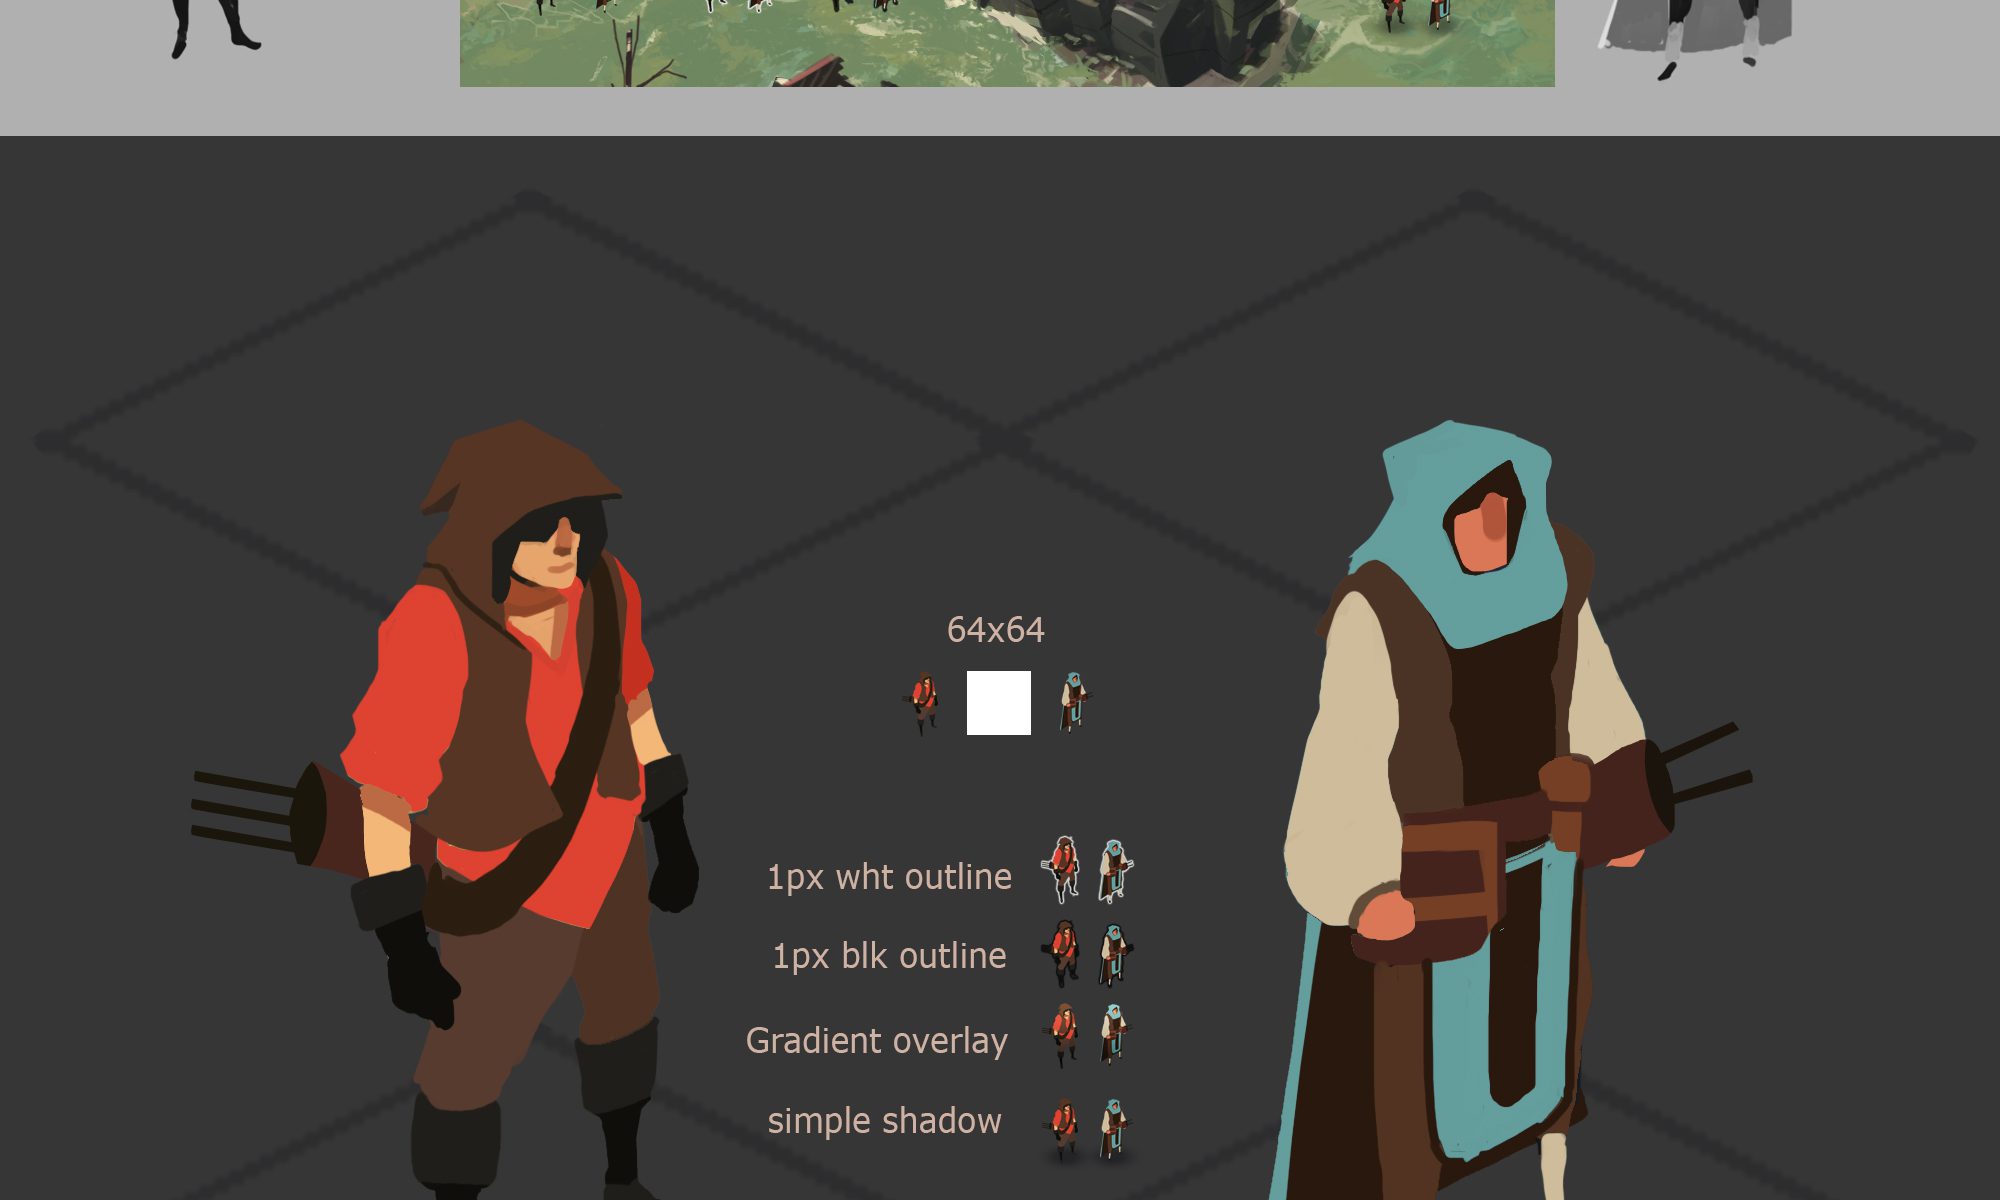 64x64
1px wht outline
1px blk outline
Gradient overlay
simple shadow